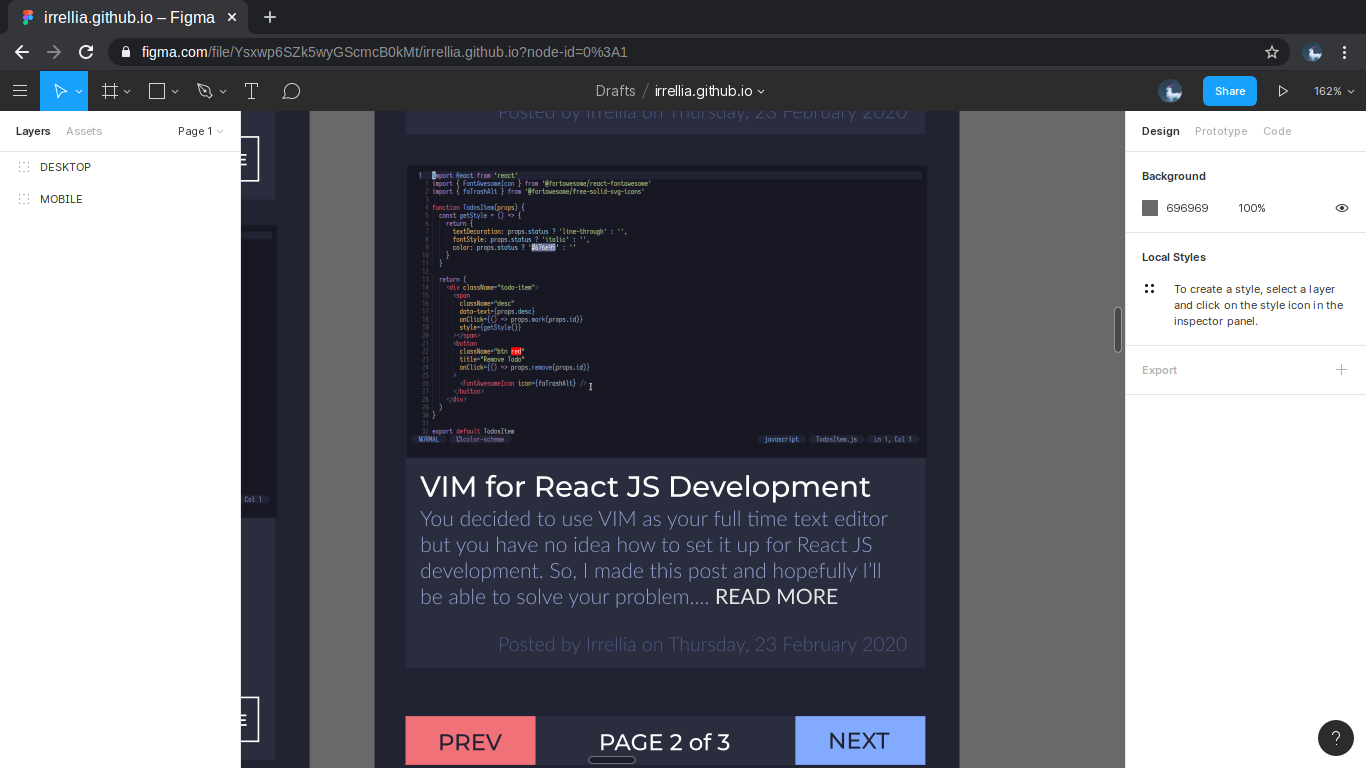 irrellia.github.io – Figma
figma.com/file/Ysxwp6SZk5wyGScmcB0kMt/irrellia.github.io?node-id=0%3A1
Drafts / irrellia.github.io
Share
162%
Layers Assets Page 1
DESKTOP
MOBILE
E
Col 1
E
Posted by Irrellia on Thursday, 23 February 2020
1 import React from 'react'
1 import { FontAwesomeIcon } from '@fortawesome/react-fontawesome'
2 import { faTrashAlt } from '@fortawesome/free-solid-svg-icons'
3
4 function TodosItem(props) {
5 const getStyle = () => {
6 return {
7 textDecoration: props.status ? 'line-through' : '',
8 fontStyle: props.status ? 'italic' : '',
9 color: props.status ? '#676e95' : ''
10 }
11 }
12
13 return (
14 <div className="todo-item">
15 <span
16 className="desc"
17 data-text={props.desc}
18 onClick={() => props.mark(props.id)}
19 style={getStyle()}
20 ></span>
21 <button
22 className="btn red"
23 title="Remove Todo"
24 onClick={() => props.remove(props.id)}
25 >
26 <FontAwesomeIcon icon={faTrashAlt} />
27 </button>
28 </div>
29 )
30 }
31
32 export default TodosItem
NORMAL color-scheme javascript TodosItem.js Ln 1, Col 1
VIM for React JS Development
You decided to use VIM as your full time text editor
but you have no idea how to set it up for React JS
development. So, I made this post and hopefully I'll
be able to solve your problem.... READ MORE
Posted by Irrellia on Thursday, 23 February 2020
PREV PAGE 2 of 3 NEXT
Design Prototype Code
Background
696969 100%
Local Styles
To create a style, select a layer
and click on the style icon in the
inspector panel.
Export
?